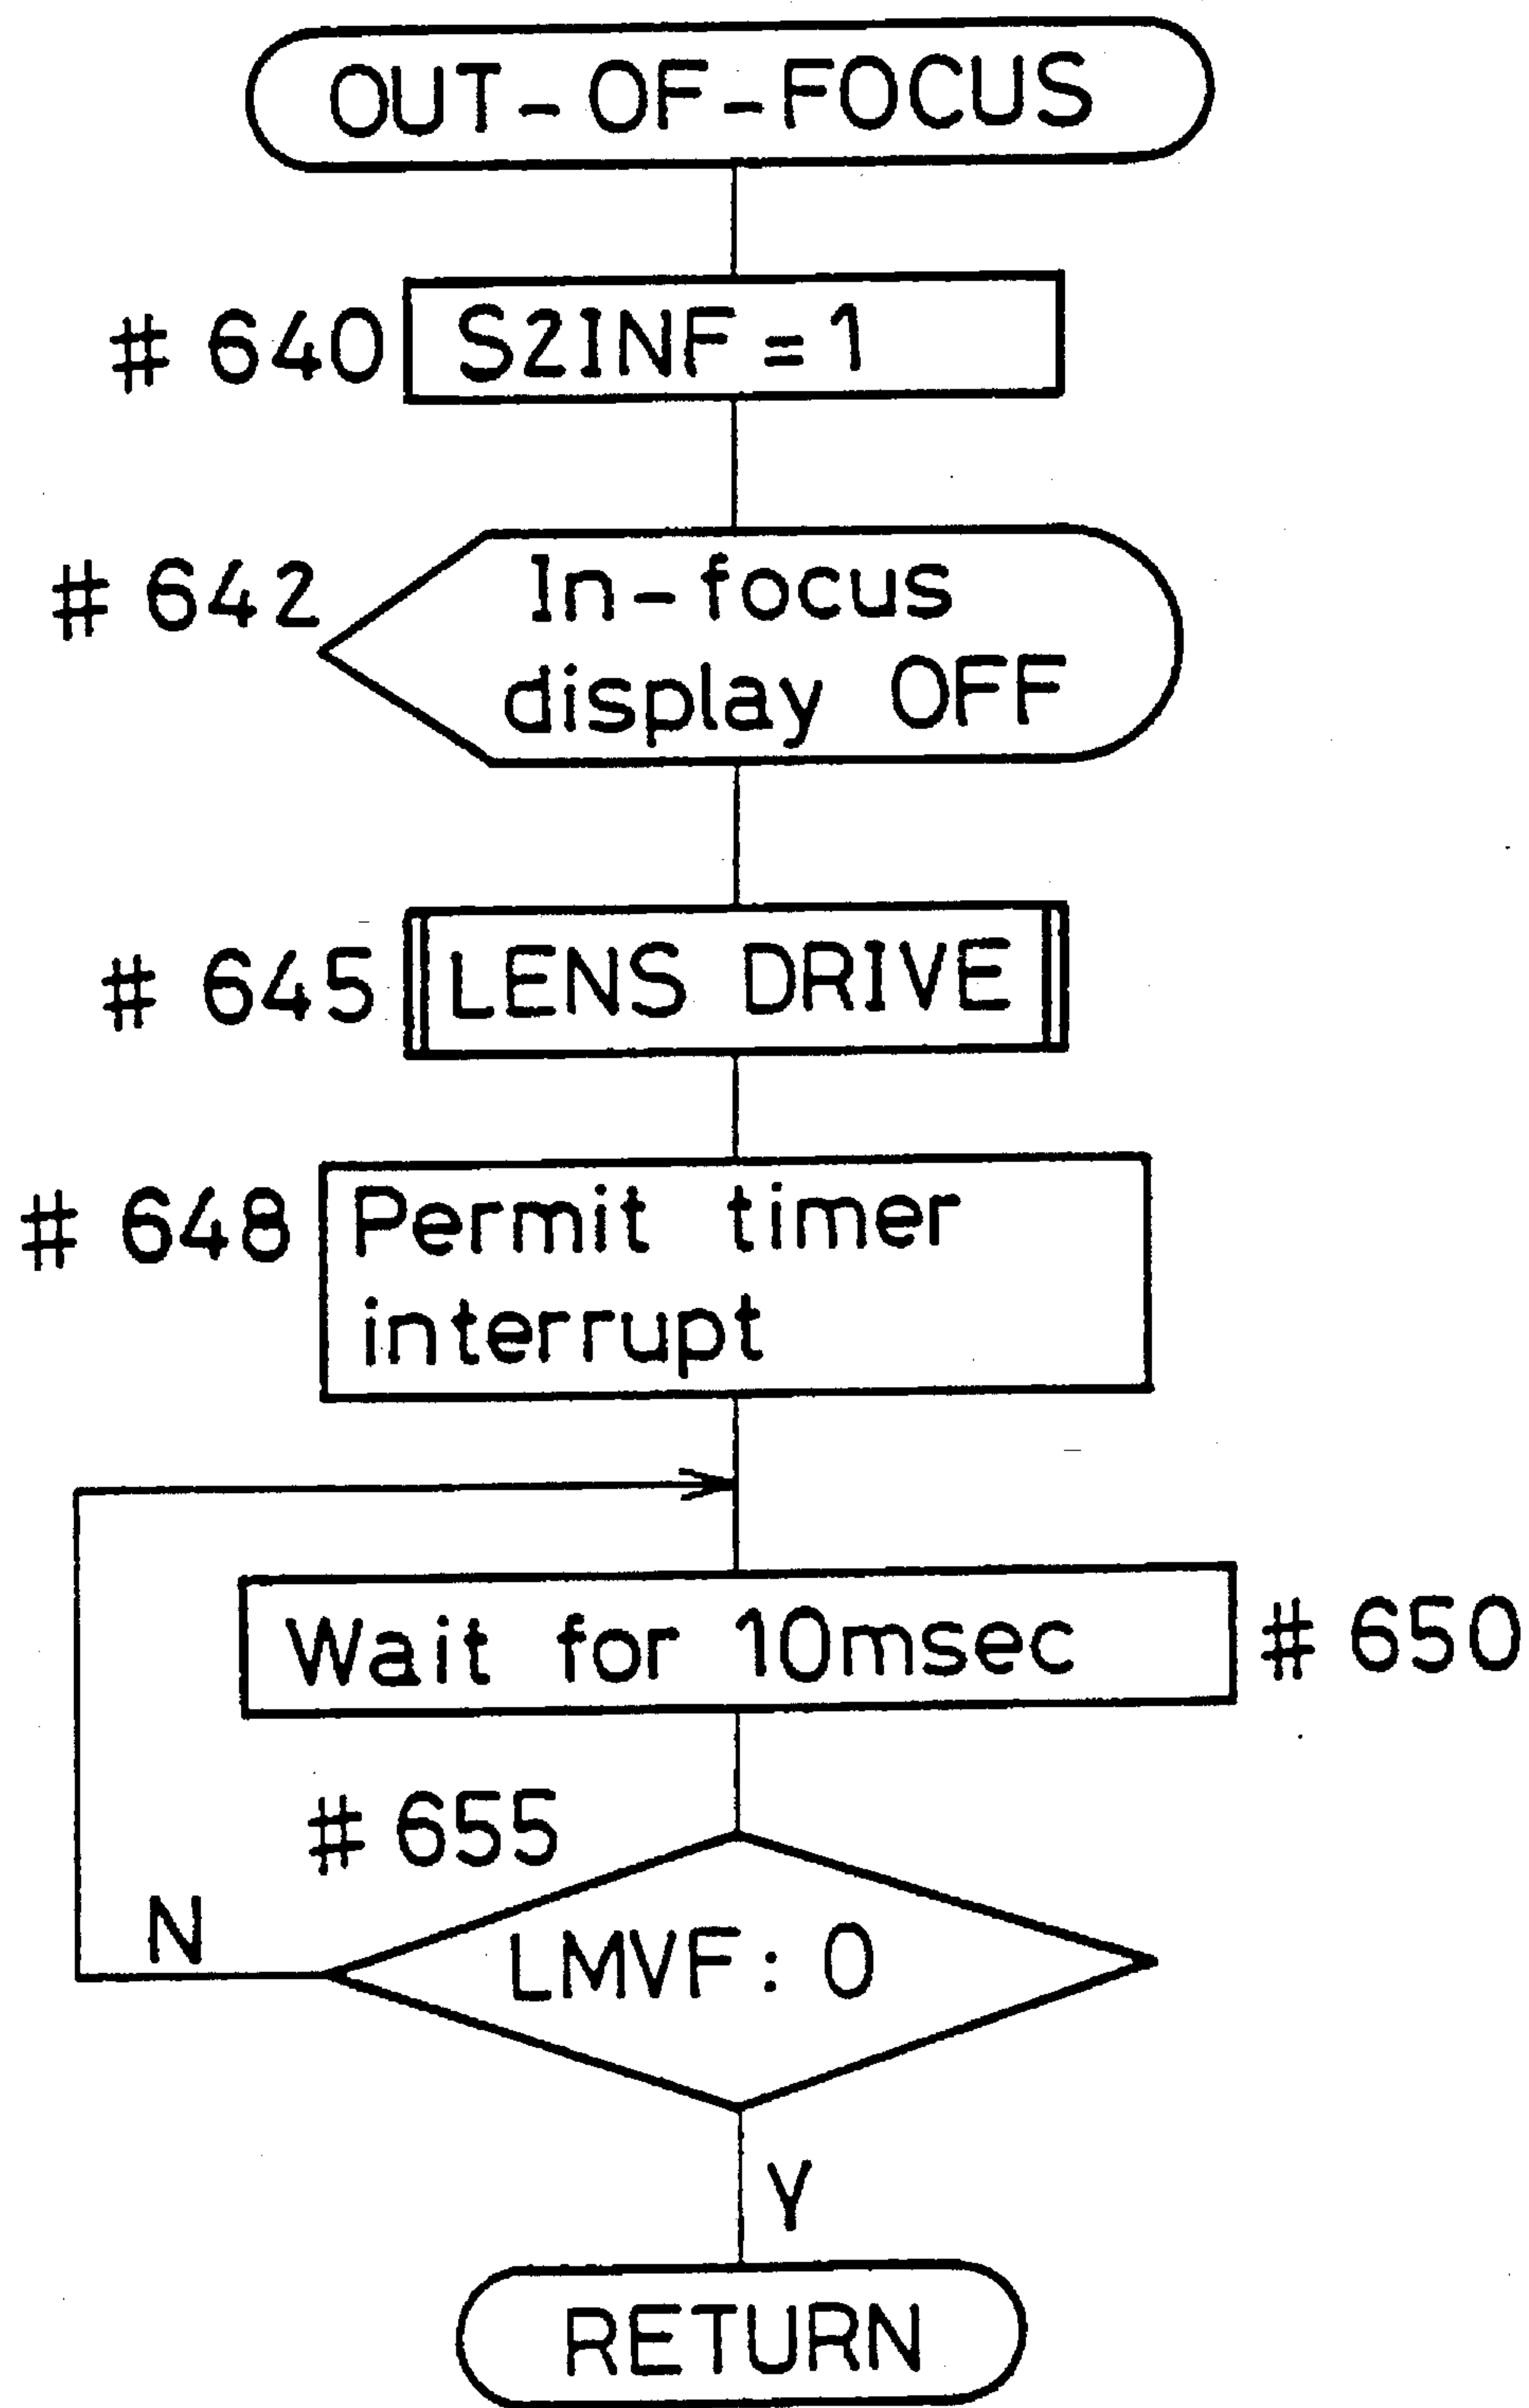 OUT-OF-FOCUS
# 640 S2INF = 1
# 642 In-focus
display OFF
# 645 LENS DRIVE
# 648 Permit timer
interrupt
Wait for 10msec # 650
# 655
N
LMVF : 0
Y
RETURN